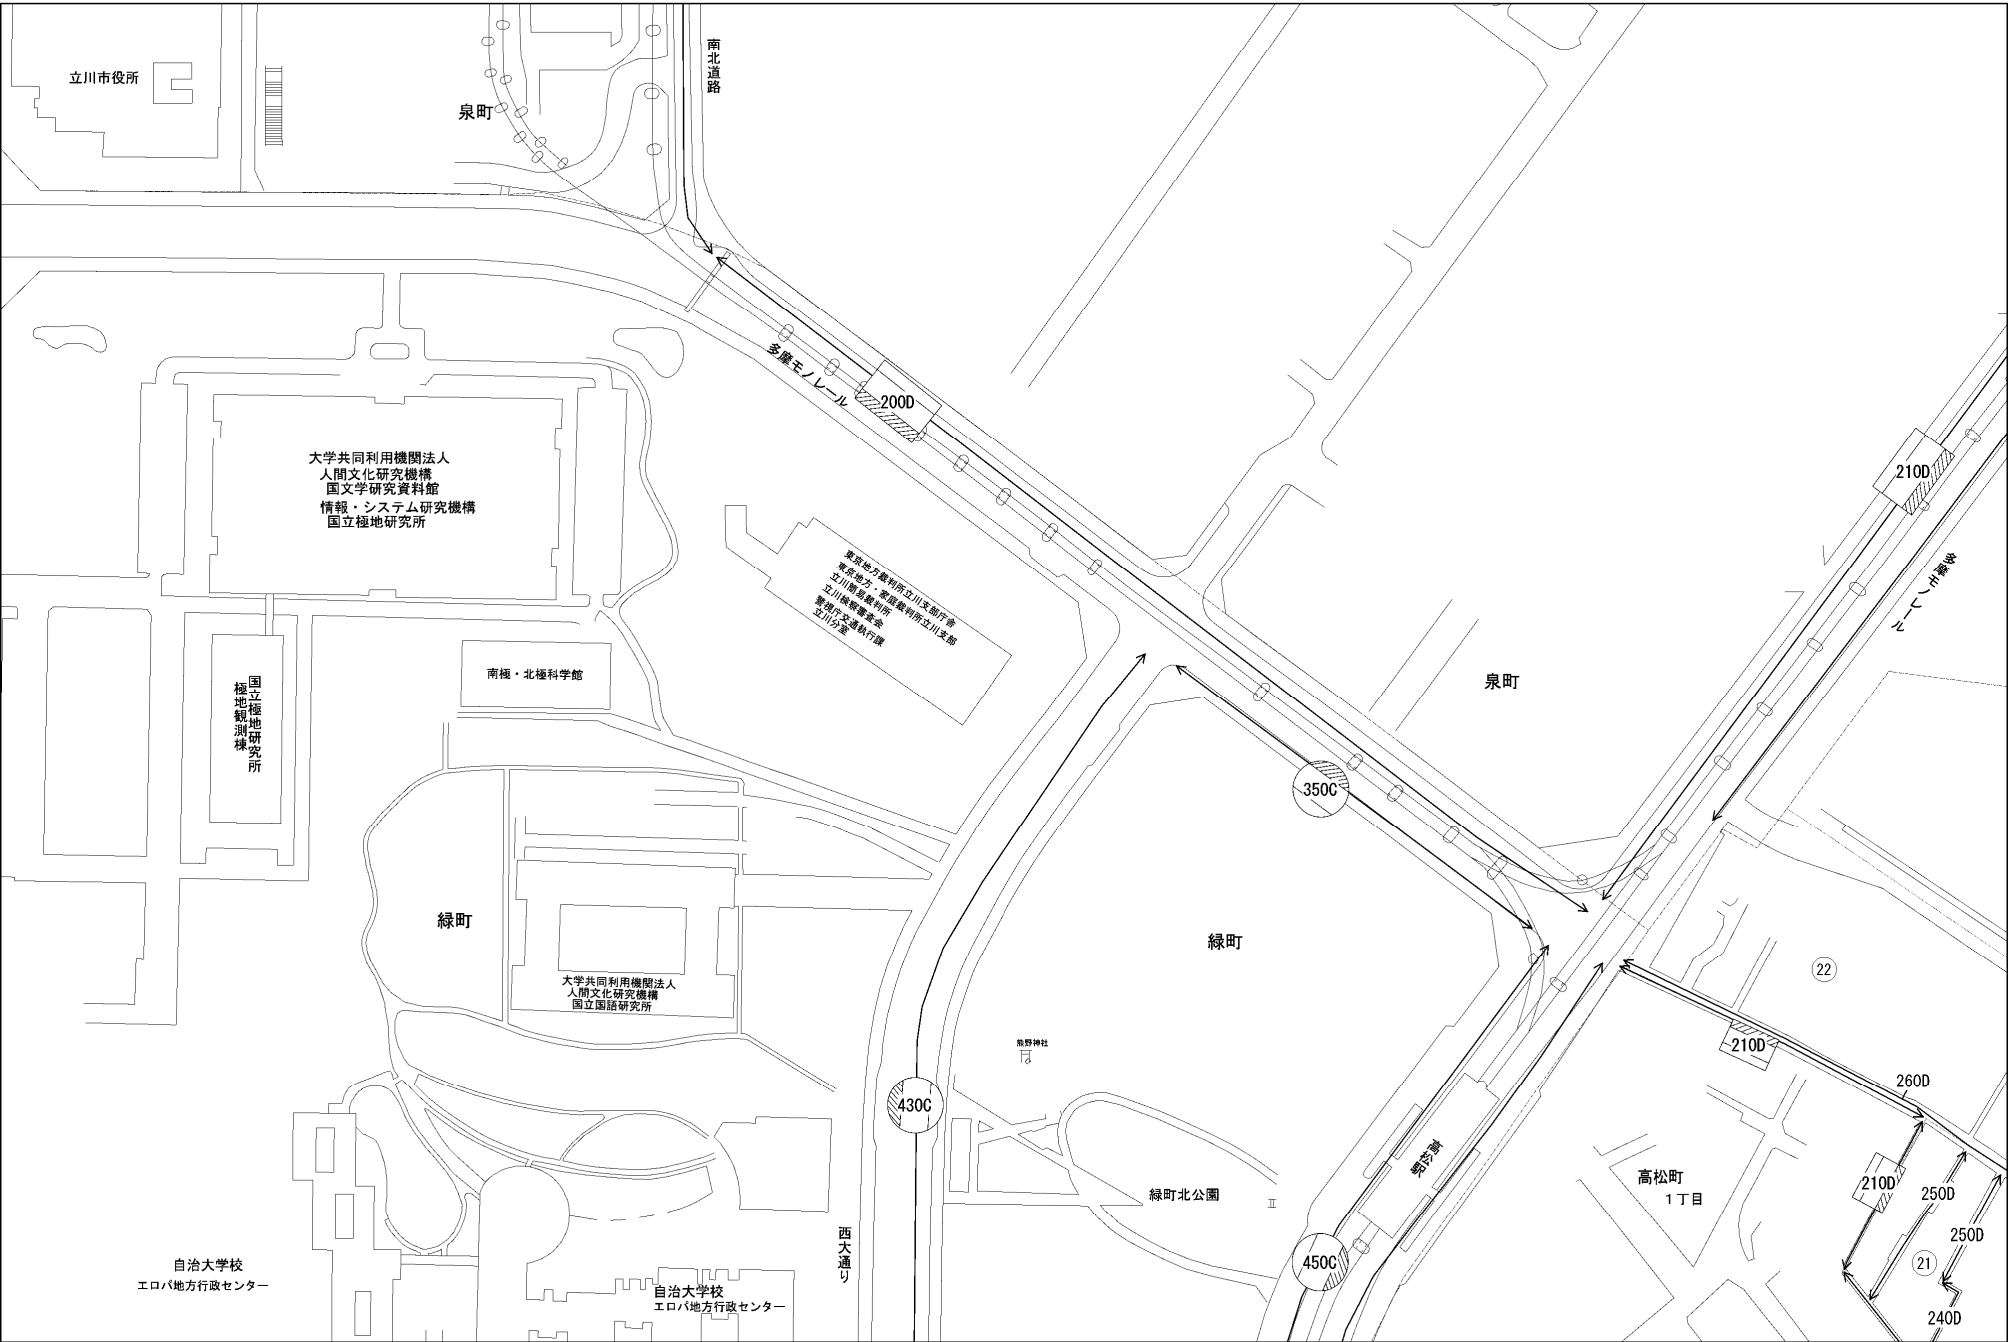 立川市役所
泉町
南北道路
多摩モノレール
200D
210D
多摩モノレール
大学共同利用機関法人
人間文化研究機構
国文学研究資料館
情報・システム研究機構
国立極地研究所
東京地方裁判所立川支部庁舎
東京地方・家庭裁判所立川支部
立川簡易裁判所
立川検察審査会
警視庁交通執行課
立川分室
南極・北極科学館
国立極地研究所
極地観測棟
泉町
350C
緑町
緑町
大学共同利用機関法人
人間文化研究機構
国立国語研究所
22
熊野神社
210D
260D
430C
高松駅
高松町
1丁目
緑町北公園
210D
250D
250D
西大通り
450C
21
240D
自治大学校
エロパ地方行政センター
自治大学校
エロパ地方行政センター